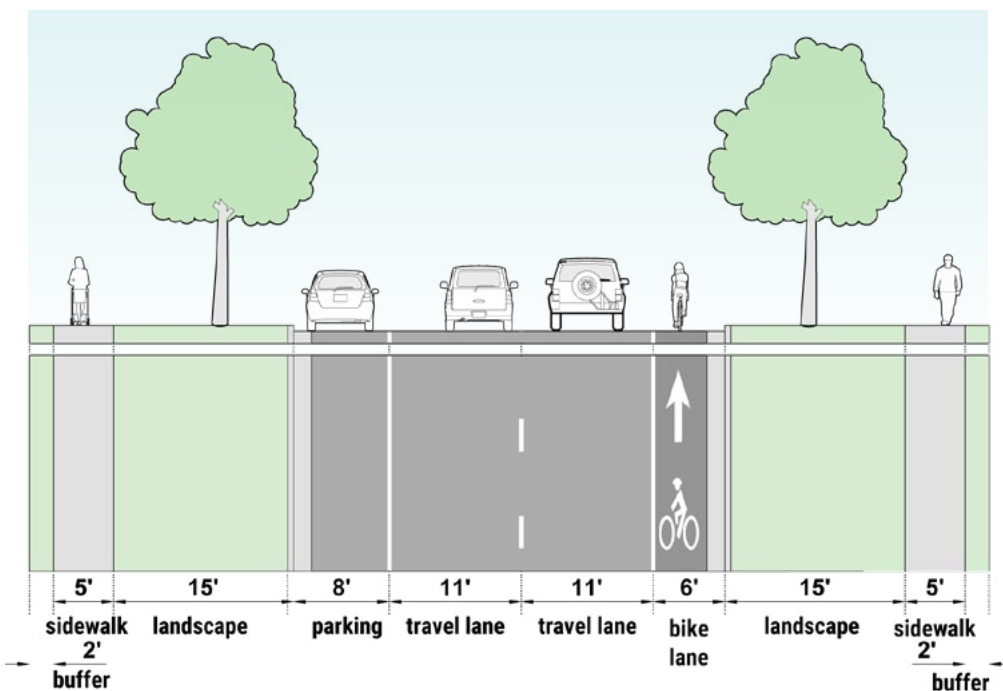 5' 15' 8' 11' 11' 6' 15' 5'
sidewalk landscape parking travel lane travel lane bike lane landscape sidewalk
2' 2'
buffer buffer